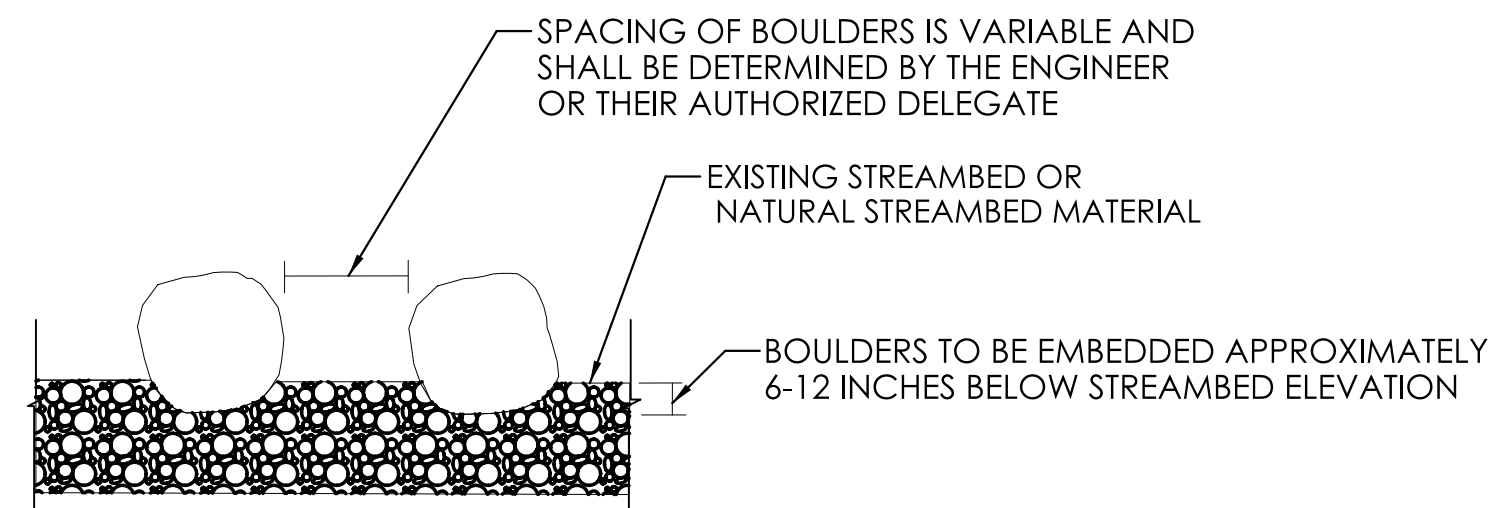 SPACING OF BOULDERS IS VARIABLE AND
SHALL BE DETERMINED BY THE ENGINEER
OR THEIR AUTHORIZED DELEGATE
EXISTING STREAMBED OR
NATURAL STREAMBED MATERIAL
BOULDERS TO BE EMBEDDED APPROXIMATELY
6-12 INCHES BELOW STREAMBED ELEVATION